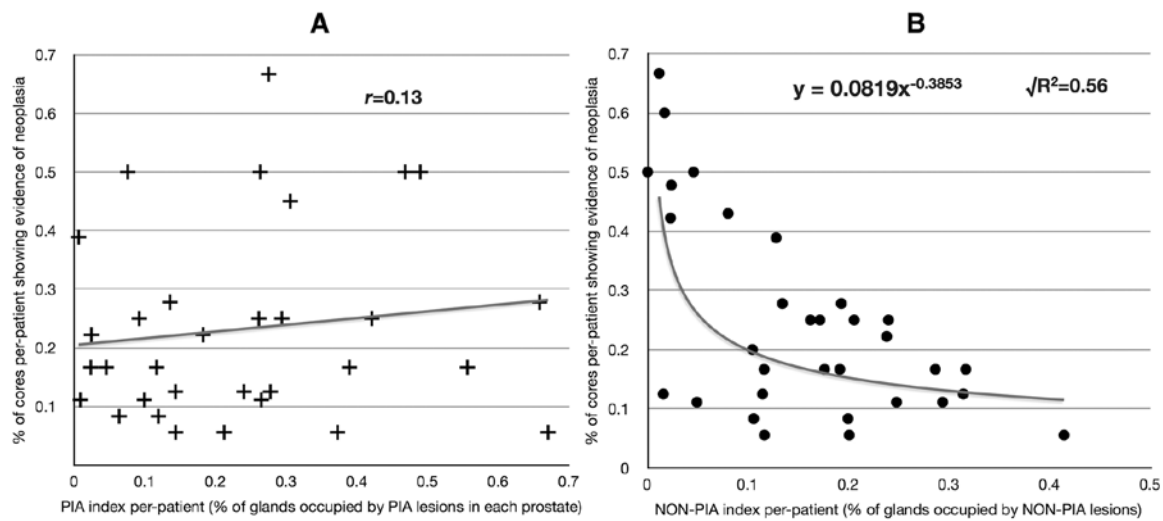 A
% of cores per-patient showing evidence of neoplasia
0.7
0.6
0.5
0.4
0.3
0.2
0.1
r=0.13
0 0.1 0.2 0.3 0.4 0.5 0.6 0.7
PIA index per-patient (% of glands occupied by PIA lesions in each prostate)
B
% of cores per-patient showing evidence of neoplasia
0.7
0.6
0.5
0.4
0.3
0.2
0.1
0
y = 0.0819x⁻⁰·³⁸⁵³ √R²=0.56
0 0.1 0.2 0.3 0.4 0.5
NON-PIA index per-patient (% of glands occupied by NON-PIA lesions)